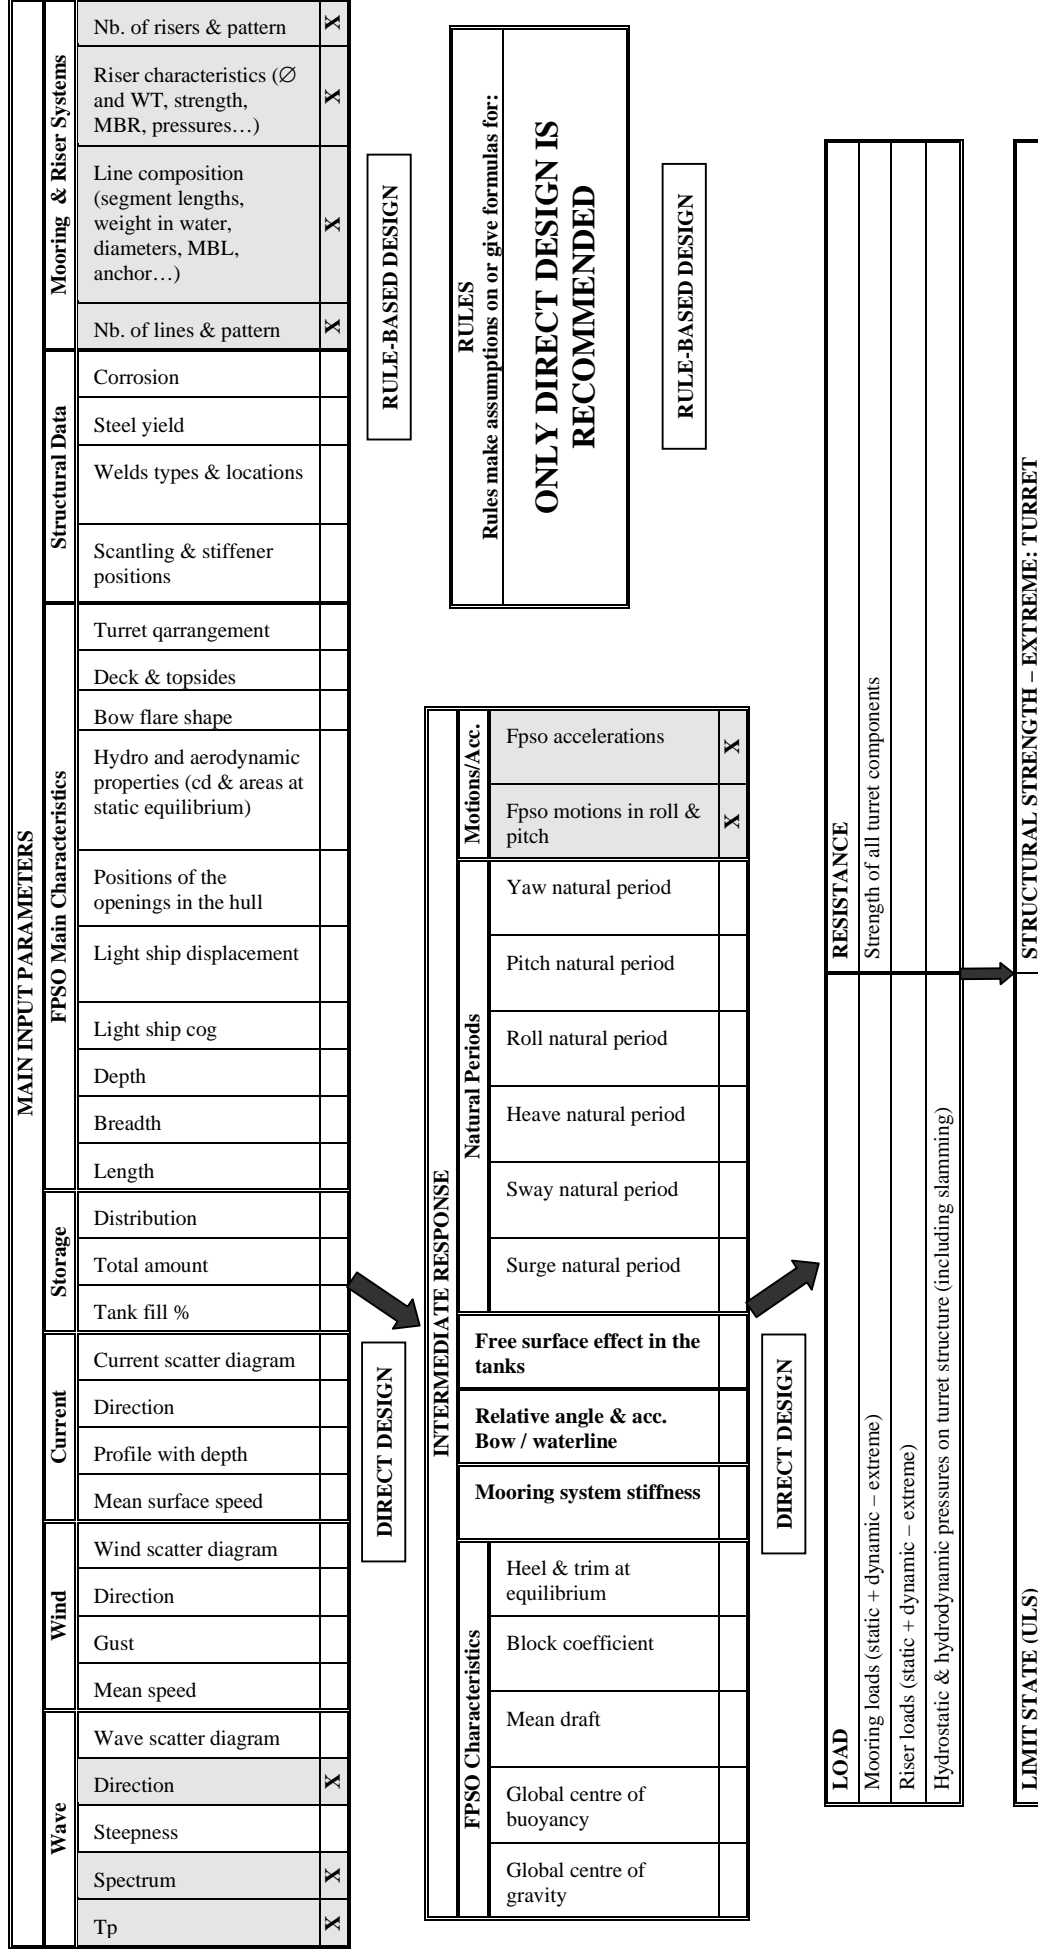 MAIN INPUT PARAMETERS
Wave
Wind
Current
Storage
FPSO Main Characteristics
Structural Data
Mooring & Riser Systems
Tp
Spectrum
Steepness
Direction
Wave scatter diagram
Mean speed
Gust
Direction
Wind scatter diagram
Mean surface speed
Profile with depth
Direction
Current scatter diagram
Tank fill %
Total amount
Distribution
Length
Breadth
Depth
Light ship cog
Light ship displacement
Positions of the
openings in the hull
Hydro and aerodynamic
properties (cd & areas at
static equilibrium)
Bow flare shape
Deck & topsides
Turret qarrangement
Scantling & stiffener
positions
Welds types & locations
Steel yield
Corrosion
Nb. of lines & pattern
Line composition
(segment lengths,
weight in water,
diameters, MBL,
anchor…)
Riser characteristics (∅
and WT, strength,
MBR, pressures…)
Nb. of risers & pattern
X
X
X
X
X
X
X
DIRECT DESIGN
RULE-BASED DESIGN
INTERMEDIATE RESPONSE
FPSO Characteristics
Natural Periods
Motions/Acc.
Global centre of
gravity
Global centre of
buoyancy
Mean draft
Block coefficient
Heel & trim at
equilibrium
Mooring system stiffness
Relative angle & acc.
Bow / waterline
Free surface effect in the
tanks
Surge natural period
Sway natural period
Heave natural period
Roll natural period
Pitch natural period
Yaw natural period
Fpso motions in roll &
pitch
Fpso accelerations
X
X
RULES
Rules make assumptions on or give formulas for:
ONLY DIRECT DESIGN IS
RECOMMENDED
DIRECT DESIGN
RULE-BASED DESIGN
LOAD
RESISTANCE
Mooring loads (static + dynamic – extreme)
Strength of all turret components
Riser loads (static + dynamic – extreme)
Hydrostatic & hydrodynamic pressures on turret structure (including slamming)
LIMIT STATE (ULS)
STRUCTURAL STRENGTH – EXTREME: TURRET